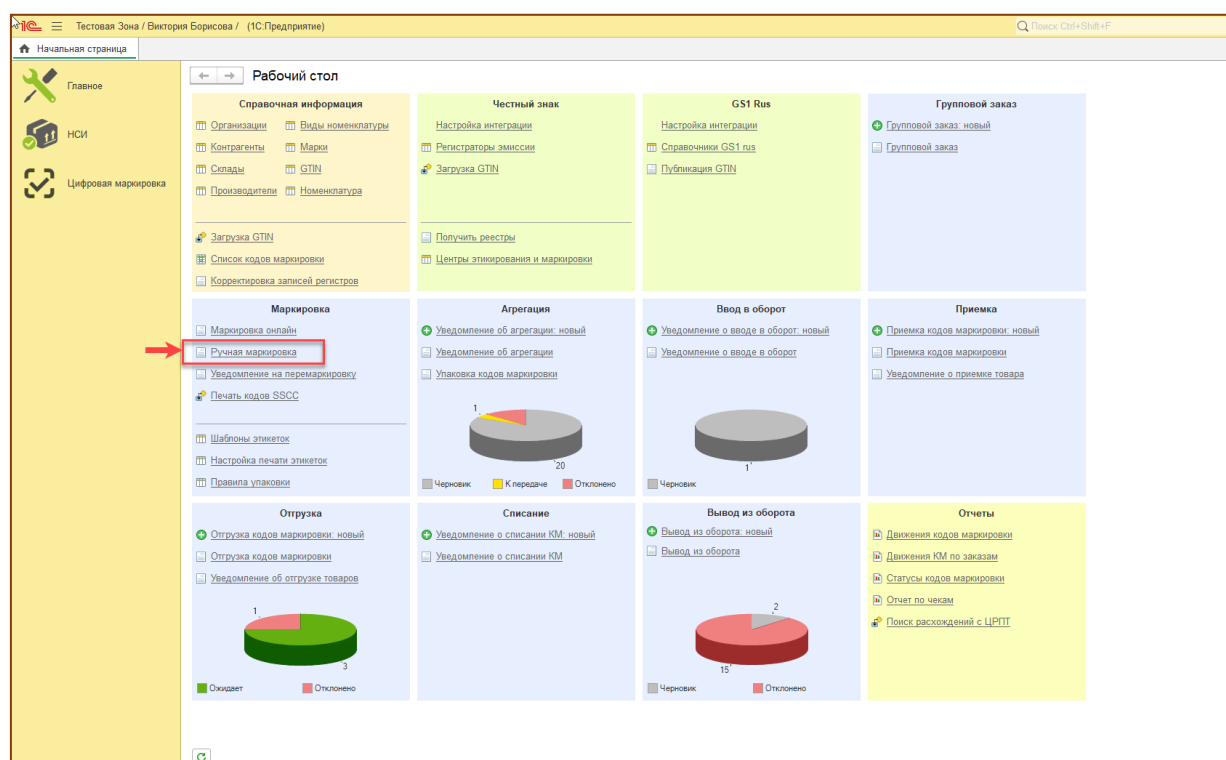 1С Тестовая Зона / Виктория Борисова / (1С:Предприятие) Поиск Ctrl+Shift+F
Начальная страница
Главное
НСИ
Цифровая маркировка
← → Рабочий стол
Справочная информация
Организации Виды номенклатуры
Контрагенты Марки
Склады GTIN
Производители Номенклатура
Загрузка GTIN
Список кодов маркировки
Корректировка записей регистров
Честный знак
Настройка интеграции
Регистраторы эмиссии
Загрузка GTIN
Получить реестры
Центры этикирования и маркировки
GS1 Rus
Настройка интеграции
Справочники GS1 rus
Публикация GTIN
Групповой заказ
Групповой заказ: новый
Групповой заказ
Маркировка
Маркировка онлайн
Ручная маркировка
Уведомление на перемаркировку
Печать кодов SSCC
Шаблоны этикеток
Настройка печати этикеток
Правила упаковки
Агрегация
Уведомление об агрегации: новый
Уведомление об агрегации
Упаковка кодов маркировки
1
20
Черновик К передаче Отклонено
Ввод в оборот
Уведомление о вводе в оборот: новый
Уведомление о вводе в оборот
1
Черновик
Приемка
Приемка кодов маркировки: новый
Приемка кодов маркировки
Уведомление о приемке товара
Отгрузка
Отгрузка кодов маркировки: новый
Отгрузка кодов маркировки
Уведомление об отгрузке товаров
1
3
Ожидает Отклонено
Списание
Уведомление о списании КМ: новый
Уведомление о списании КМ
Вывод из оборота
Вывод из оборота: новый
Вывод из оборота
2
15
Черновик Отклонено
Отчеты
Движения кодов маркировки
Движения КМ по заказам
Статусы кодов маркировки
Отчет по чекам
Поиск расхождений с ЦРПТ